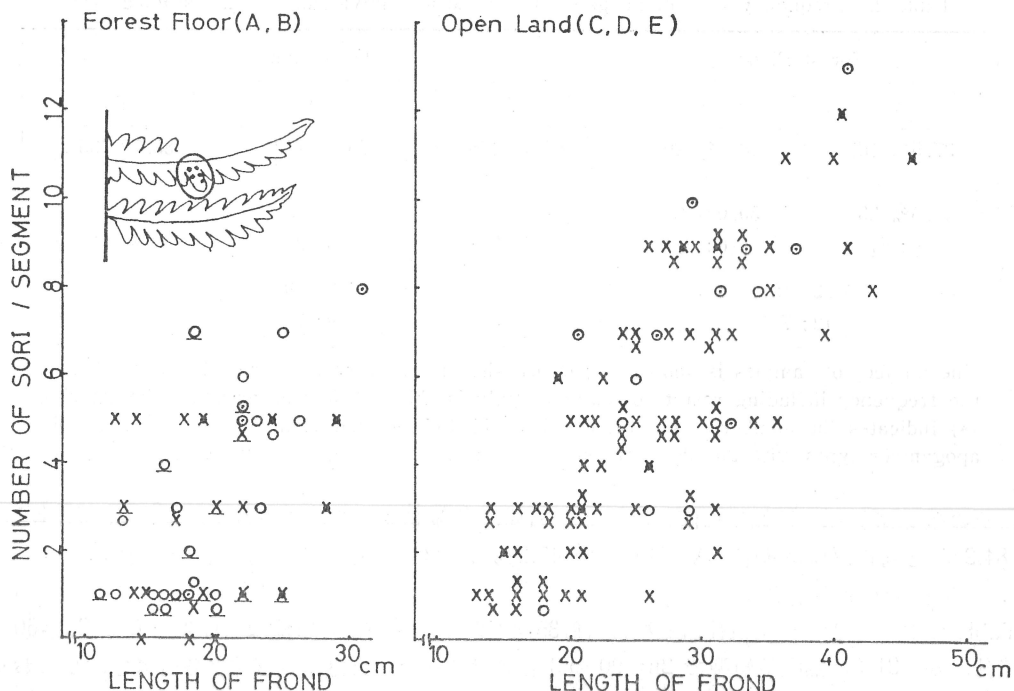 Forest Floor(A, B)
Open Land(C, D, E)
NUMBER OF SORI / SEGMENT
12
10
8
6
4
2
10 20 30 cm
10 20 30 40 50 cm
LENGTH OF FROND
LENGTH OF FROND